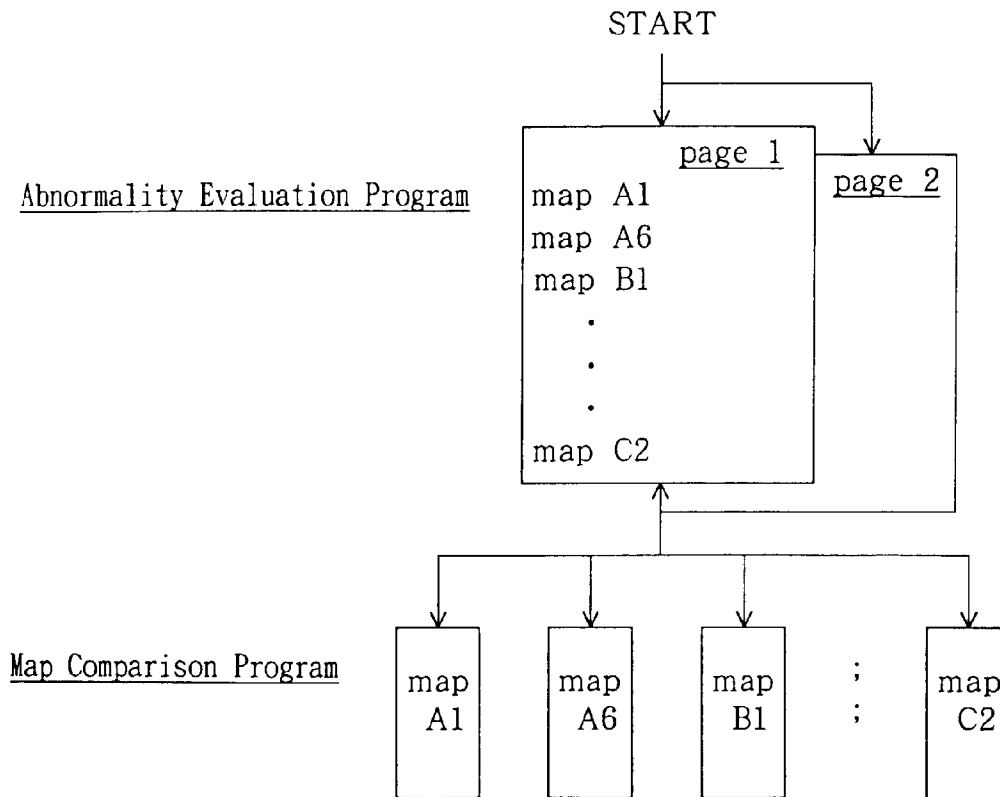 START
page 1
page 2
Abnormality Evaluation Program
map A1
map A6
map B1
.
.
.
map C2
Map Comparison Program
map
A1
map
A6
map
B1
;
;
map
C2